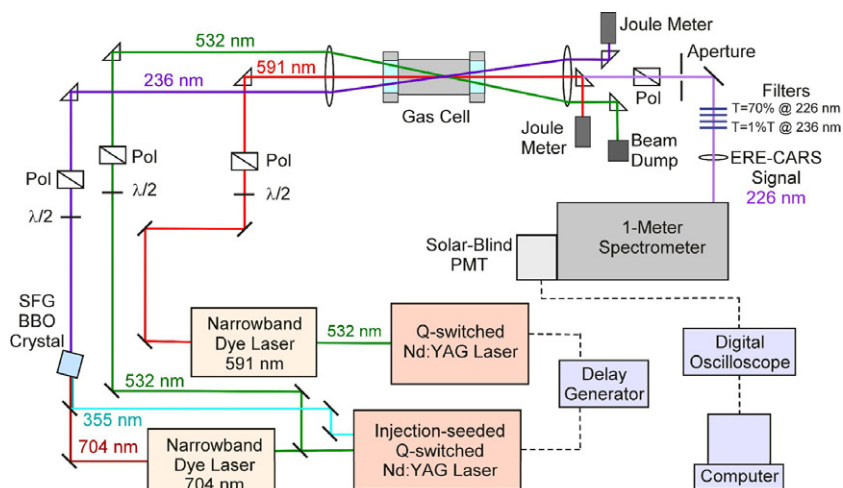 532 nm
Joule Meter
Aperture
236 nm
591 nm
Filters
T=70% @ 226 nm
T=1%T @ 236 nm
Gas Cell
Pol
Joule
Meter
Beam
Dump
ERE-CARS
Signal
226 nm
Pol
Pol
Pol
λ/2
λ/2
λ/2
1-Meter
Spectrometer
Solar-Blind
PMT
SFG
BBO
Crystal
Narrowband
Dye Laser
591 nm
532 nm
Q-switched
Nd:YAG Laser
Digital
Oscilloscope
Delay
Generator
532 nm
355 nm
704 nm
Narrowband
Dye Laser
704 nm
Injection-seeded
Q-switched
Nd:YAG Laser
Computer